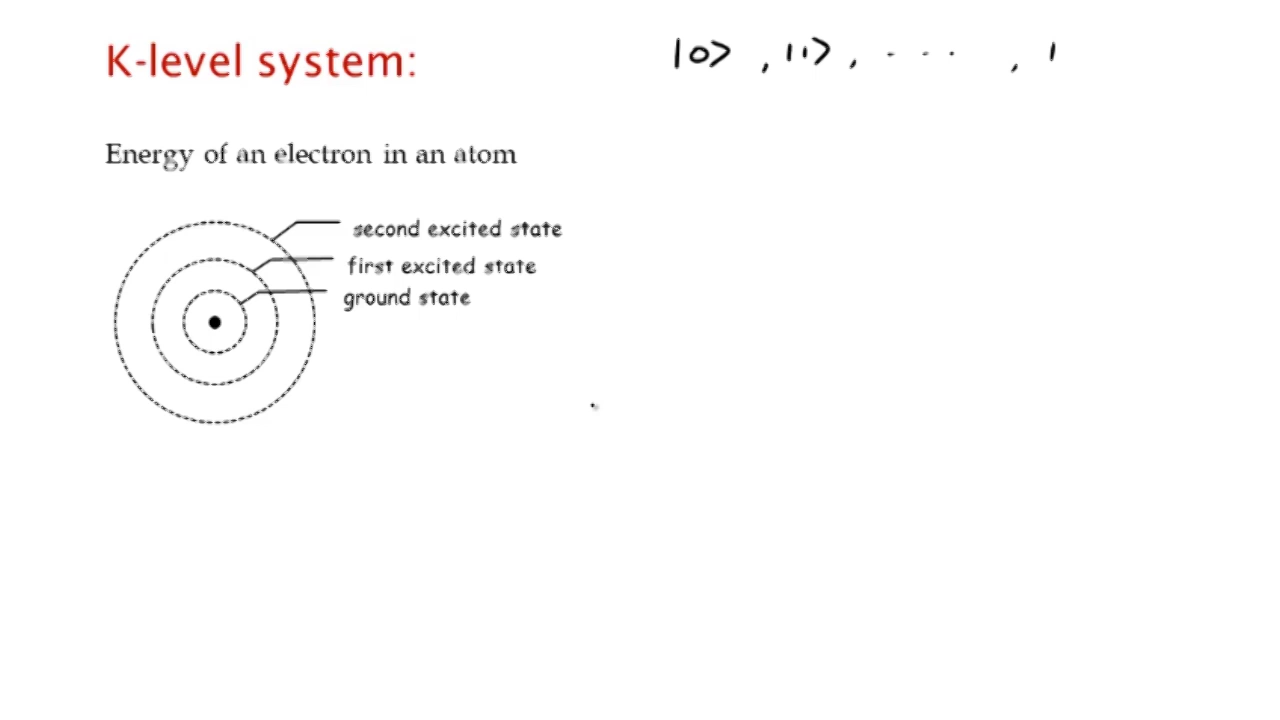 K-level system:
|0> , |1> , - - - , |
Energy of an electron in an atom
second excited state
first excited state
ground state